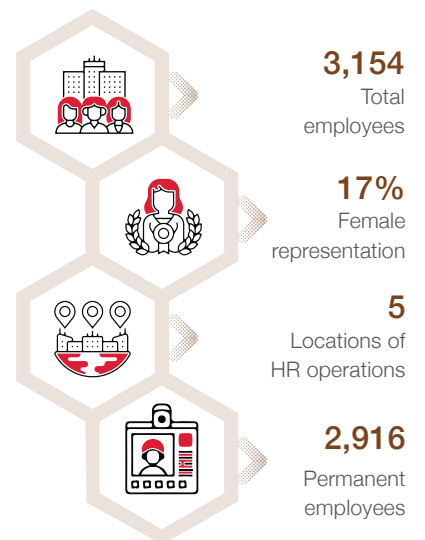 3,154
Total
employees
17%
Female
representation
5
Locations of
HR operations
2,916
Permanent
employees